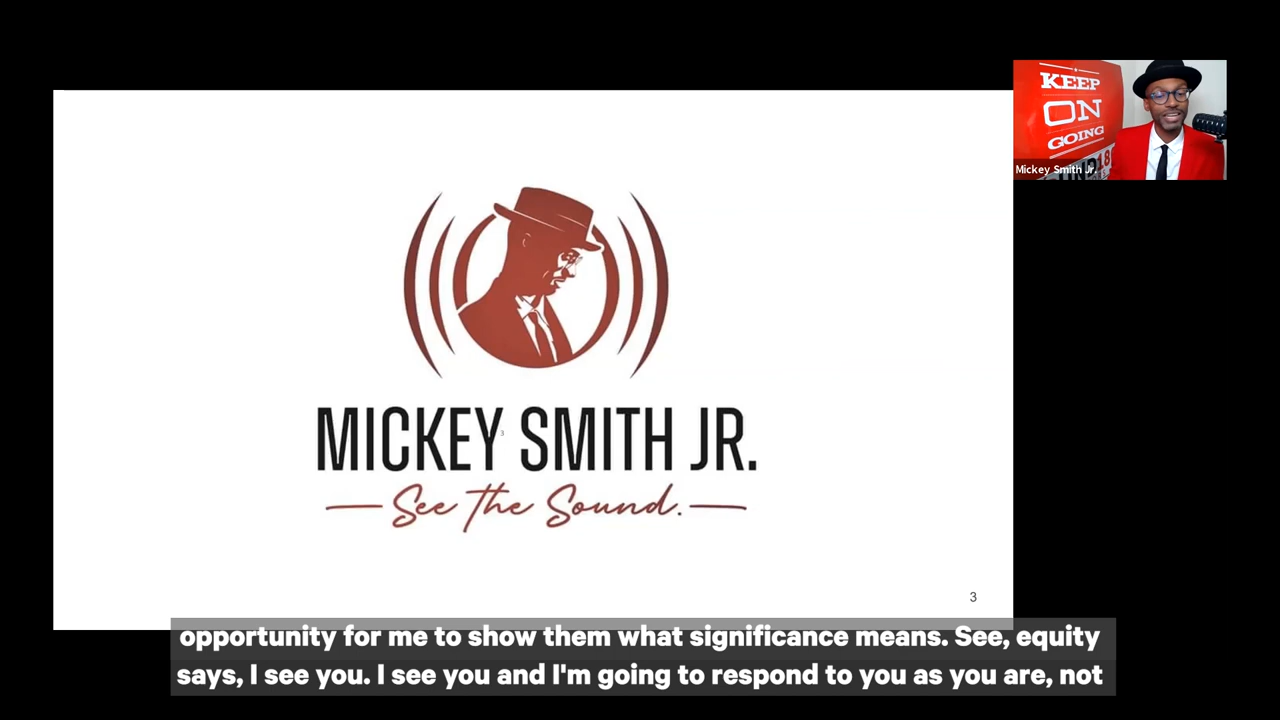 KEEP
ON
GOING
Mickey Smith Jr.
MICKEY SMITH JR.
See The Sound.
3
opportunity for me to show them what significance means. See, equity
says, I see you. I see you and I'm going to respond to you as you are, not